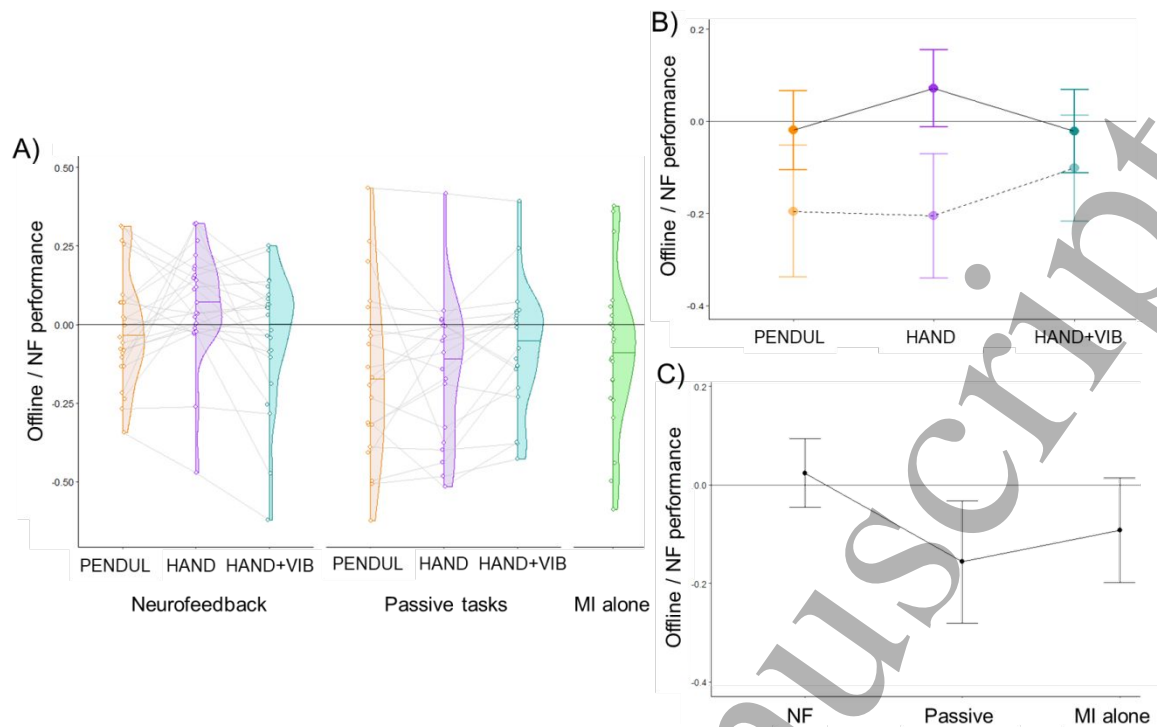 A)
Offline / NF performance
0.50
0.25
0.00
-0.25
-0.50
PENDUL HAND HAND+VIB PENDUL HAND HAND+VIB
Neurofeedback Passive tasks MI alone
B)
Offline / NF performance
0.2
0.0
-0.2
-0.4
PENDUL HAND HAND+VIB
C)
Offline / NF performance
0.2
0.0
-0.2
-0.4
NF Passive MI alone
uscript